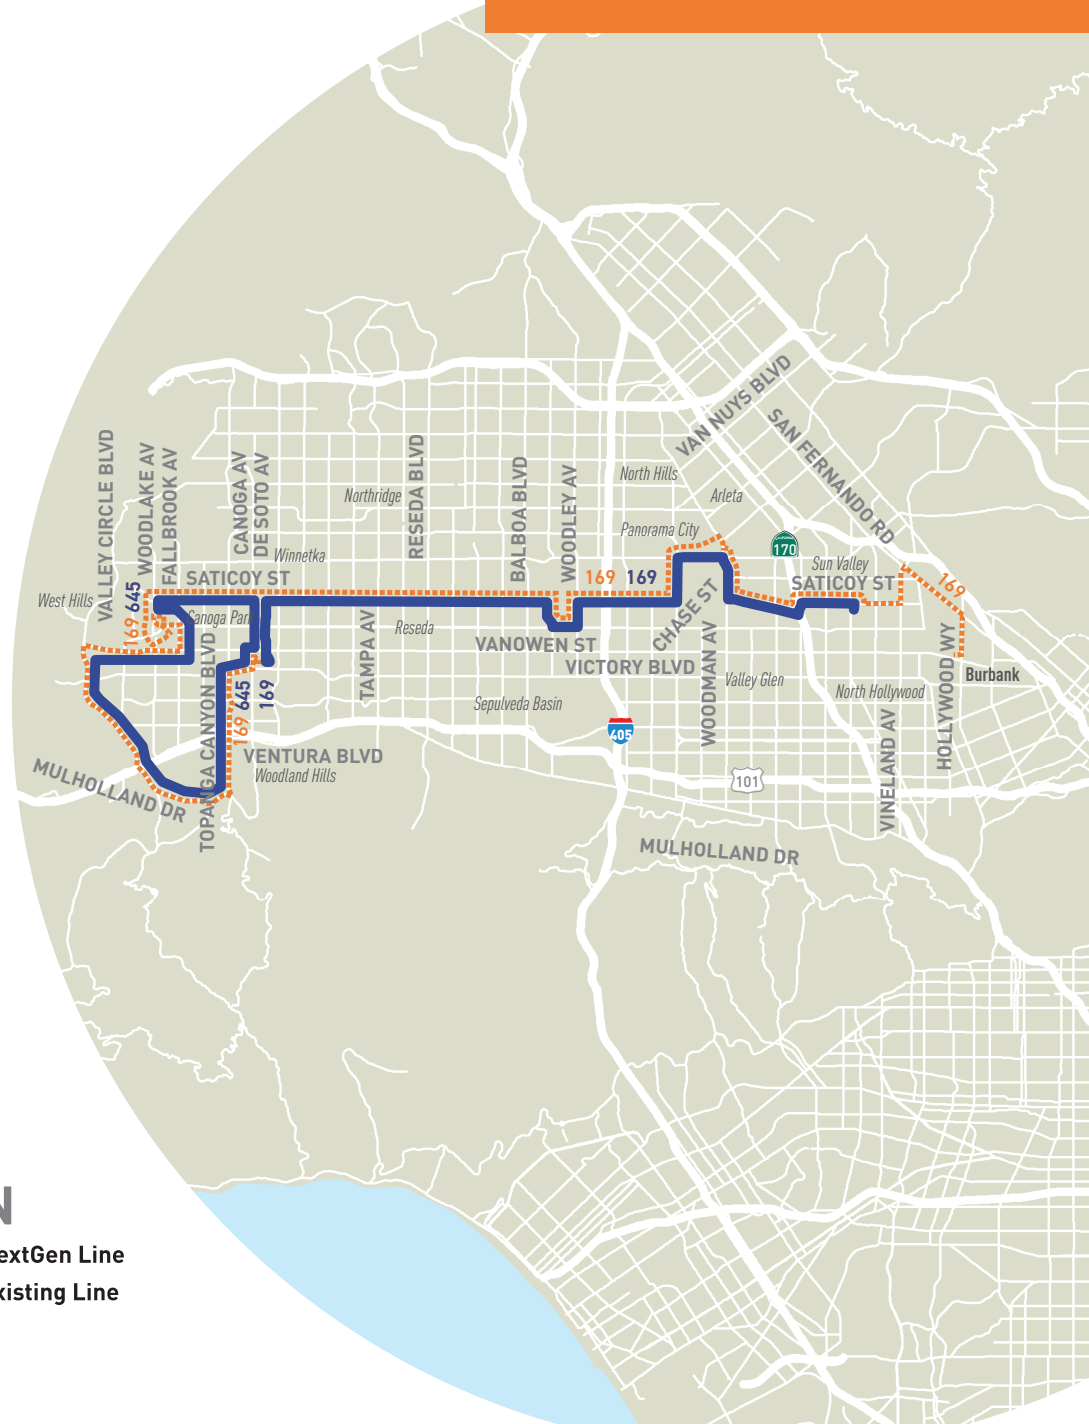 VAN NUYS BLVD
SAN FERNANDO RD
VALLEY CIRCLE BLVD
WOODLAKE AV
FALLBROOK AV
CANOGA AV
DE SOTO AV
RESEDA BLVD
BALBOA BLVD
WOODLEY AV
North Hills
Northridge
Arleta
Panorama City
CALIFORNIA
170
Winnetka
Sun Valley
SATICOY ST
SATICOY ST
169
169
169
West Hills
645
169
Canoga Park
Reseda
TAMPA AV
VANOWEN ST
CHASE ST
VICTORY BLVD
WOODMAN AV
Valley Glen
North Hollywood
HOLLYWOOD WY
Burbank
TOPANGA CANYON BLVD
645
169
169
Sepulveda Basin
405
VINELAND AV
VENTURA BLVD
Woodland Hills
101
MULHOLLAND DR
MULHOLLAND DR
N
extGen Line
xisting Line